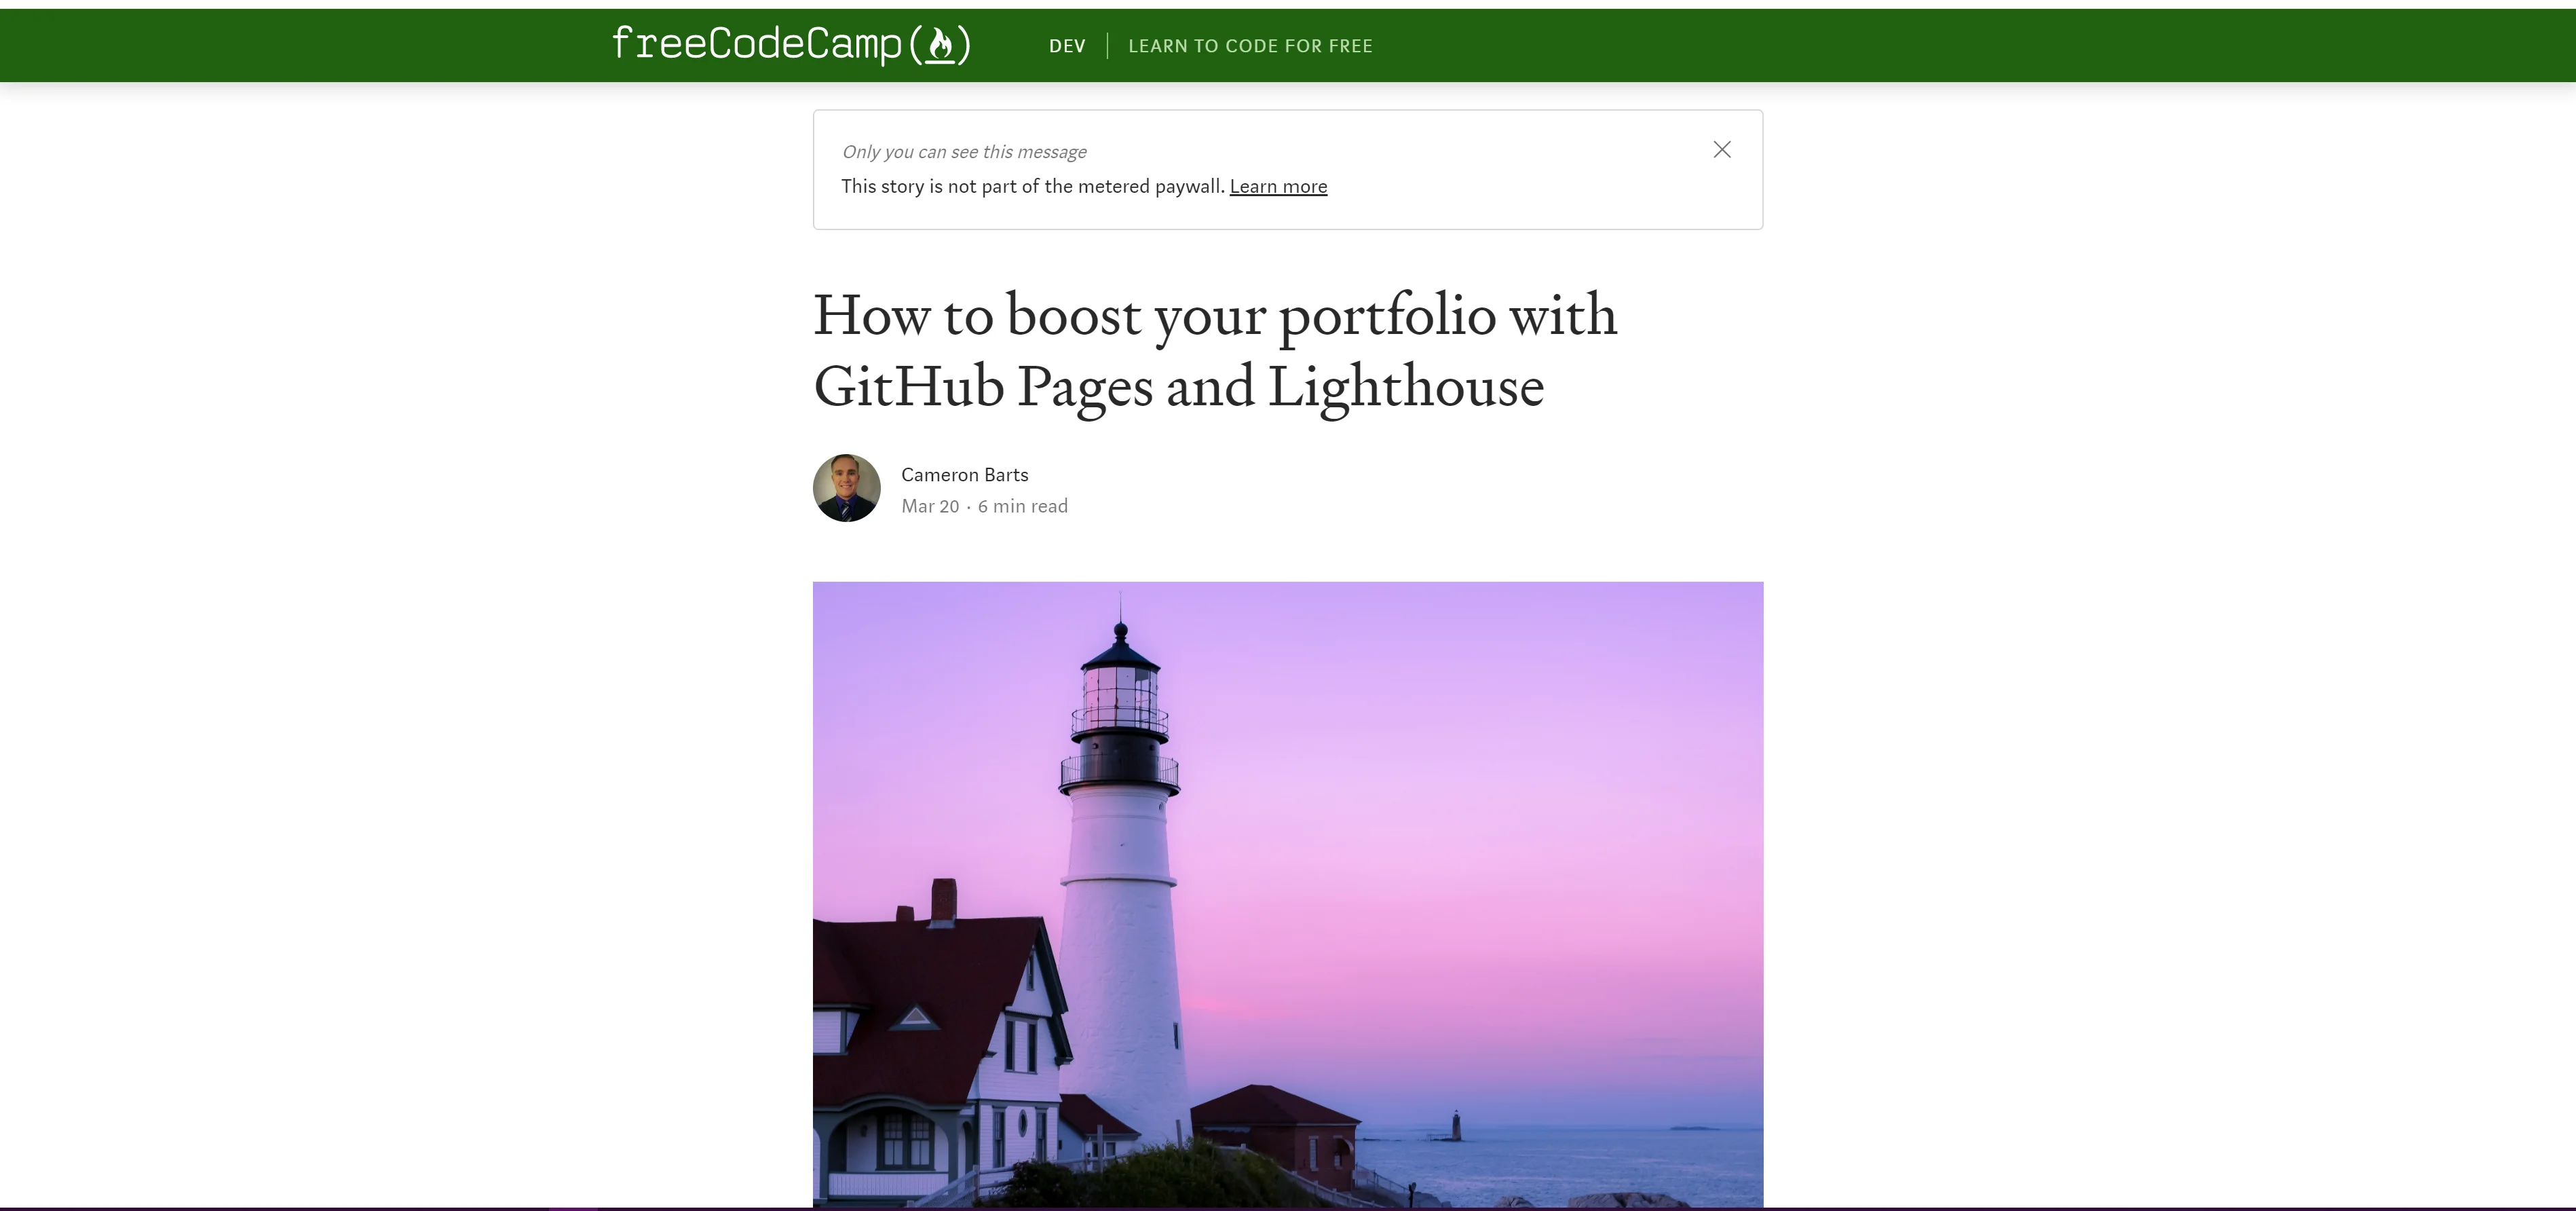 freeCodeCamp(🔥)
DEV
LEARN TO CODE FOR FREE
Only you can see this message
This story is not part of the metered paywall. Learn more
How to boost your portfolio with
GitHub Pages and Lighthouse
Cameron Barts
Mar 20 · 6 min read